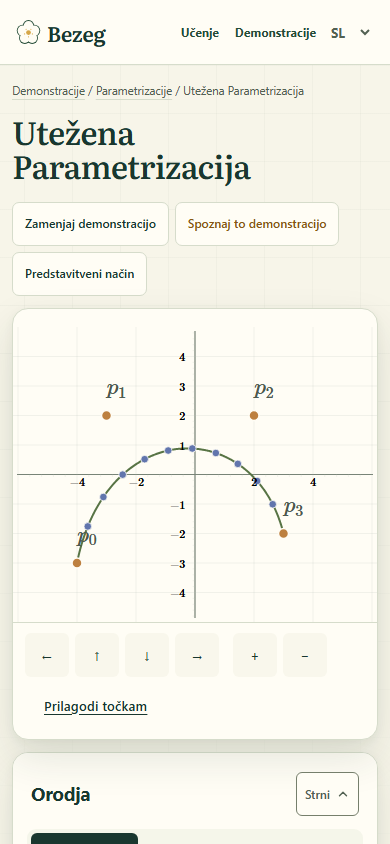 Bezeg
Učenje Demonstracije SL
Demonstracije / Parametrizacije / Utežena Parametrizacija
Utežena
Parametrizacija
Zamenjaj demonstracijo
Spoznaj to demonstracijo
Predstavitveni način
4
p1 p2
3
2
1
−4 −2 2 4
−1
p3
−2
p0
−3
−4
← ↑ ↓ → + −
Prilagodi točkam
Orodja
Strni